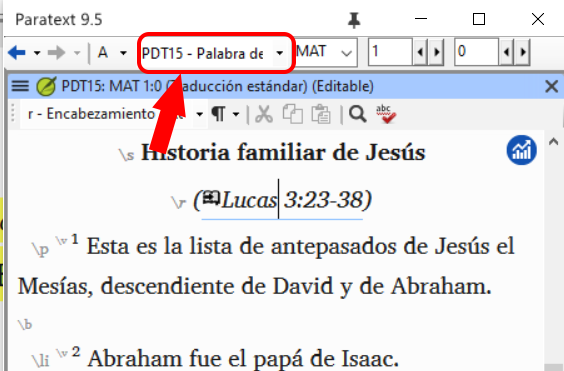 Paratext 9.5
A PDT15 - Palabra de MAT 1 0
PDT15: MAT 1:0 (Traducción estándar) (Editable)
r - Encabezamiento ¶ abc
\s Historia familiar de Jesús
\r (Lucas 3:23-38)
\p \v 1 Esta es la lista de antepasados de Jesús el
Mesías, descendiente de David y de Abraham.
\b
\li \v 2 Abraham fue el papá de Isaac.